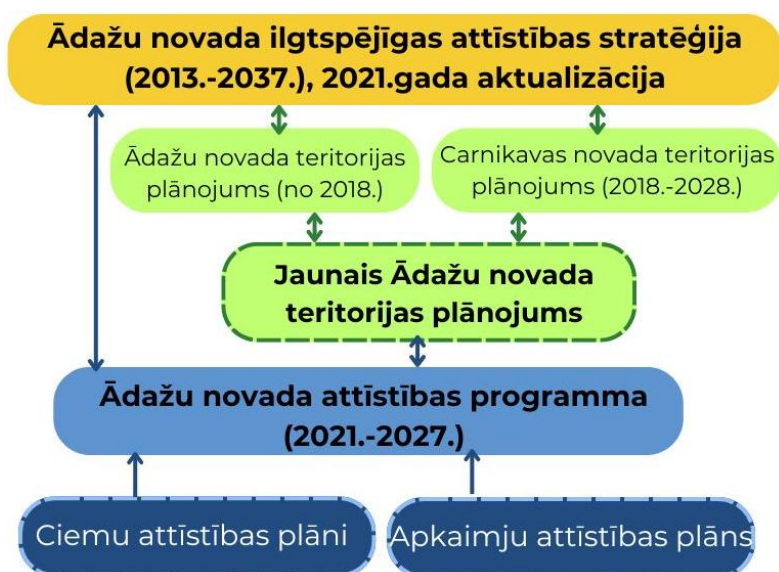 Ādažu novada ilgtspējīgas attīstības stratēģija
(2013.-2037.), 2021.gada aktualizācija
Ādažu novada teritorijas
plānojums (no 2018.)
Carnikavas novada teritorijas
plānojums (2018.-2028.)
Jaunais Ādažu novada
teritorijas plānojums
Ādažu novada attīstības programma
(2021.-2027.)
Ciemu attīstības plāni
Apkaimju attīstības plāns